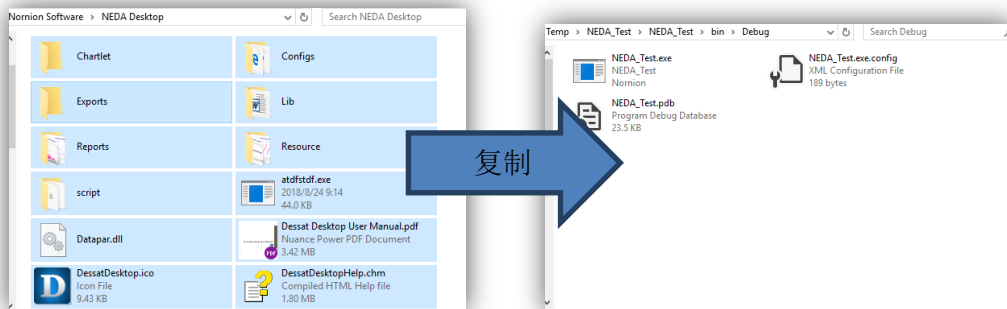 Nornion Software > NEDA Desktop
Search NEDA Desktop
Chartlet
Configs
Exports
Lib
Reports
Resource
script
atdfstdf.exe
2018/8/24 9:14
44.0 KB
Datapar.dll
Dessat Desktop User Manual.pdf
Nuance Power PDF Document
3.42 MB
DessatDesktop.ico
Icon File
9.43 KB
DessatDesktopHelp.chm
Compiled HTML Help file
1.80 MB
复制
Temp > NEDA_Test > NEDA_Test > bin > Debug
Search Debug
NEDA_Test.exe
NEDA_Test
Nornion
NEDA_Test.exe.config
XML Configuration File
189 bytes
NEDA_Test.pdb
Program Debug Database
23.5 KB